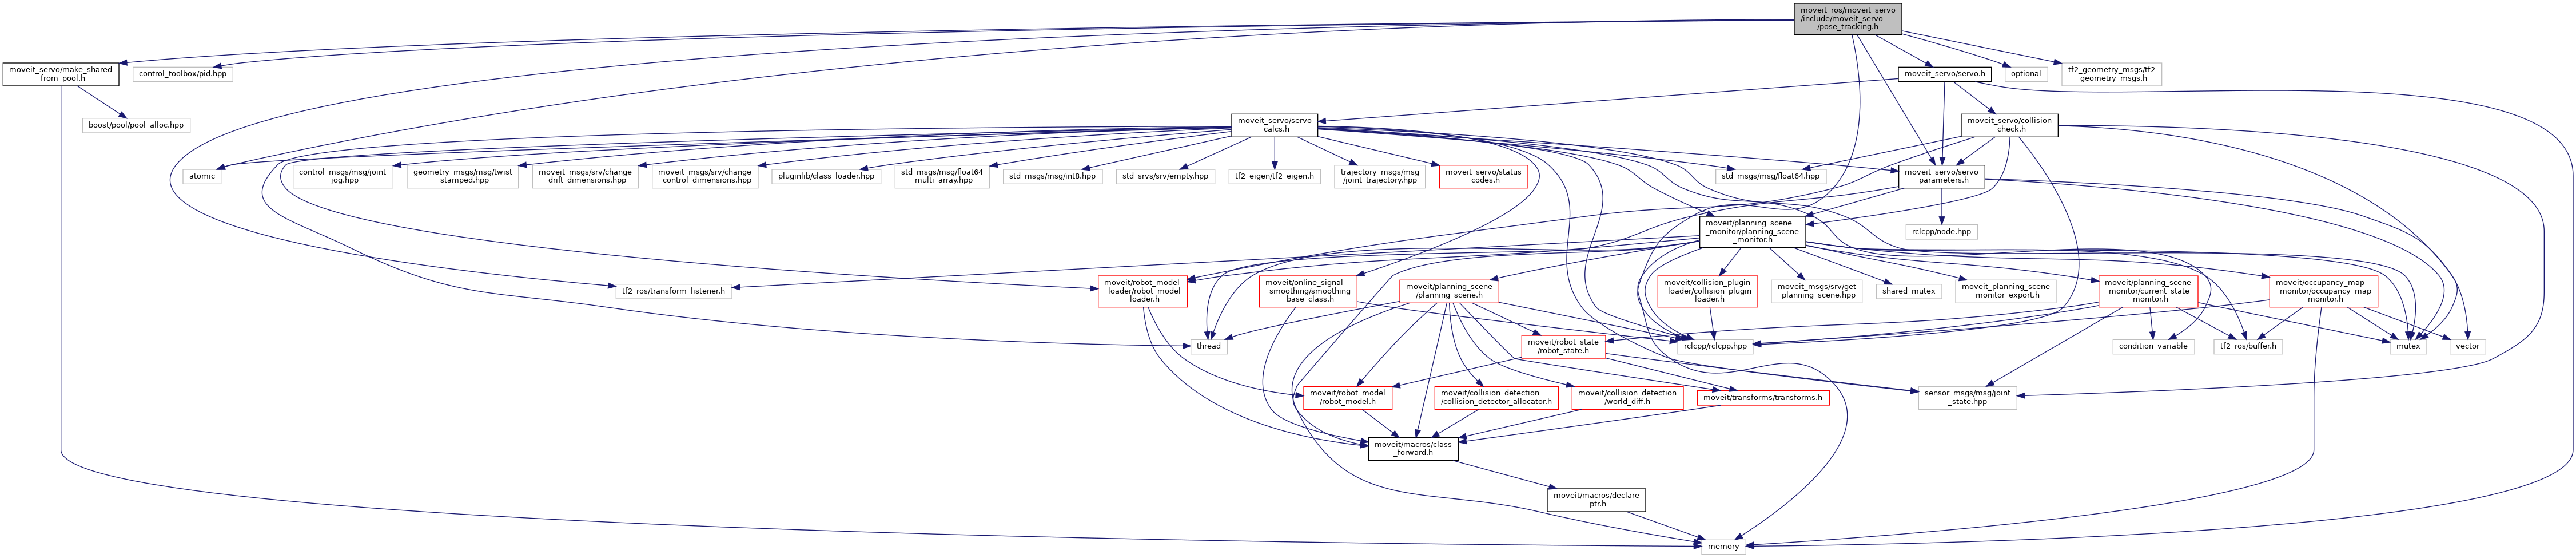 moveit_ros/moveit_servo
/include/moveit_servo
/pose_tracking.h
moveit_servo/make_shared
_from_pool.h
control_toolbox/pid.hpp
moveit_servo/servo.h
optional
tf2_geometry_msgs/tf2
_geometry_msgs.h
boost/pool/pool_alloc.hpp
moveit_servo/servo
_calcs.h
moveit_servo/collision
_check.h
atomic
control_msgs/msg/joint
_jog.hpp
geometry_msgs/msg/twist
_stamped.hpp
moveit_msgs/srv/change
_drift_dimensions.hpp
moveit_msgs/srv/change
_control_dimensions.hpp
pluginlib/class_loader.hpp
std_msgs/msg/float64
_multi_array.hpp
std_msgs/msg/int8.hpp
std_srvs/srv/empty.hpp
tf2_eigen/tf2_eigen.h
trajectory_msgs/msg
/joint_trajectory.hpp
moveit_servo/status
_codes.h
std_msgs/msg/float64.hpp
moveit_servo/servo
_parameters.h
moveit/planning_scene
_monitor/planning_scene
_monitor.h
rclcpp/node.hpp
tf2_ros/transform_listener.h
moveit/robot_model
_loader/robot_model
_loader.h
moveit/online_signal
_smoothing/smoothing
_base_class.h
moveit/planning_scene
/planning_scene.h
moveit/collision_plugin
_loader/collision_plugin
_loader.h
moveit_msgs/srv/get
_planning_scene.hpp
shared_mutex
moveit_planning_scene
_monitor_export.h
moveit/planning_scene
_monitor/current_state
_monitor.h
moveit/occupancy_map
_monitor/occupancy_map
_monitor.h
thread
moveit/robot_state
/robot_state.h
rclcpp/rclcpp.hpp
condition_variable
tf2_ros/buffer.h
mutex
vector
moveit/robot_model
/robot_model.h
moveit/collision_detection
/collision_detector_allocator.h
moveit/collision_detection
/world_diff.h
moveit/transforms/transforms.h
sensor_msgs/msg/joint
_state.hpp
moveit/macros/class
_forward.h
moveit/macros/declare
_ptr.h
memory